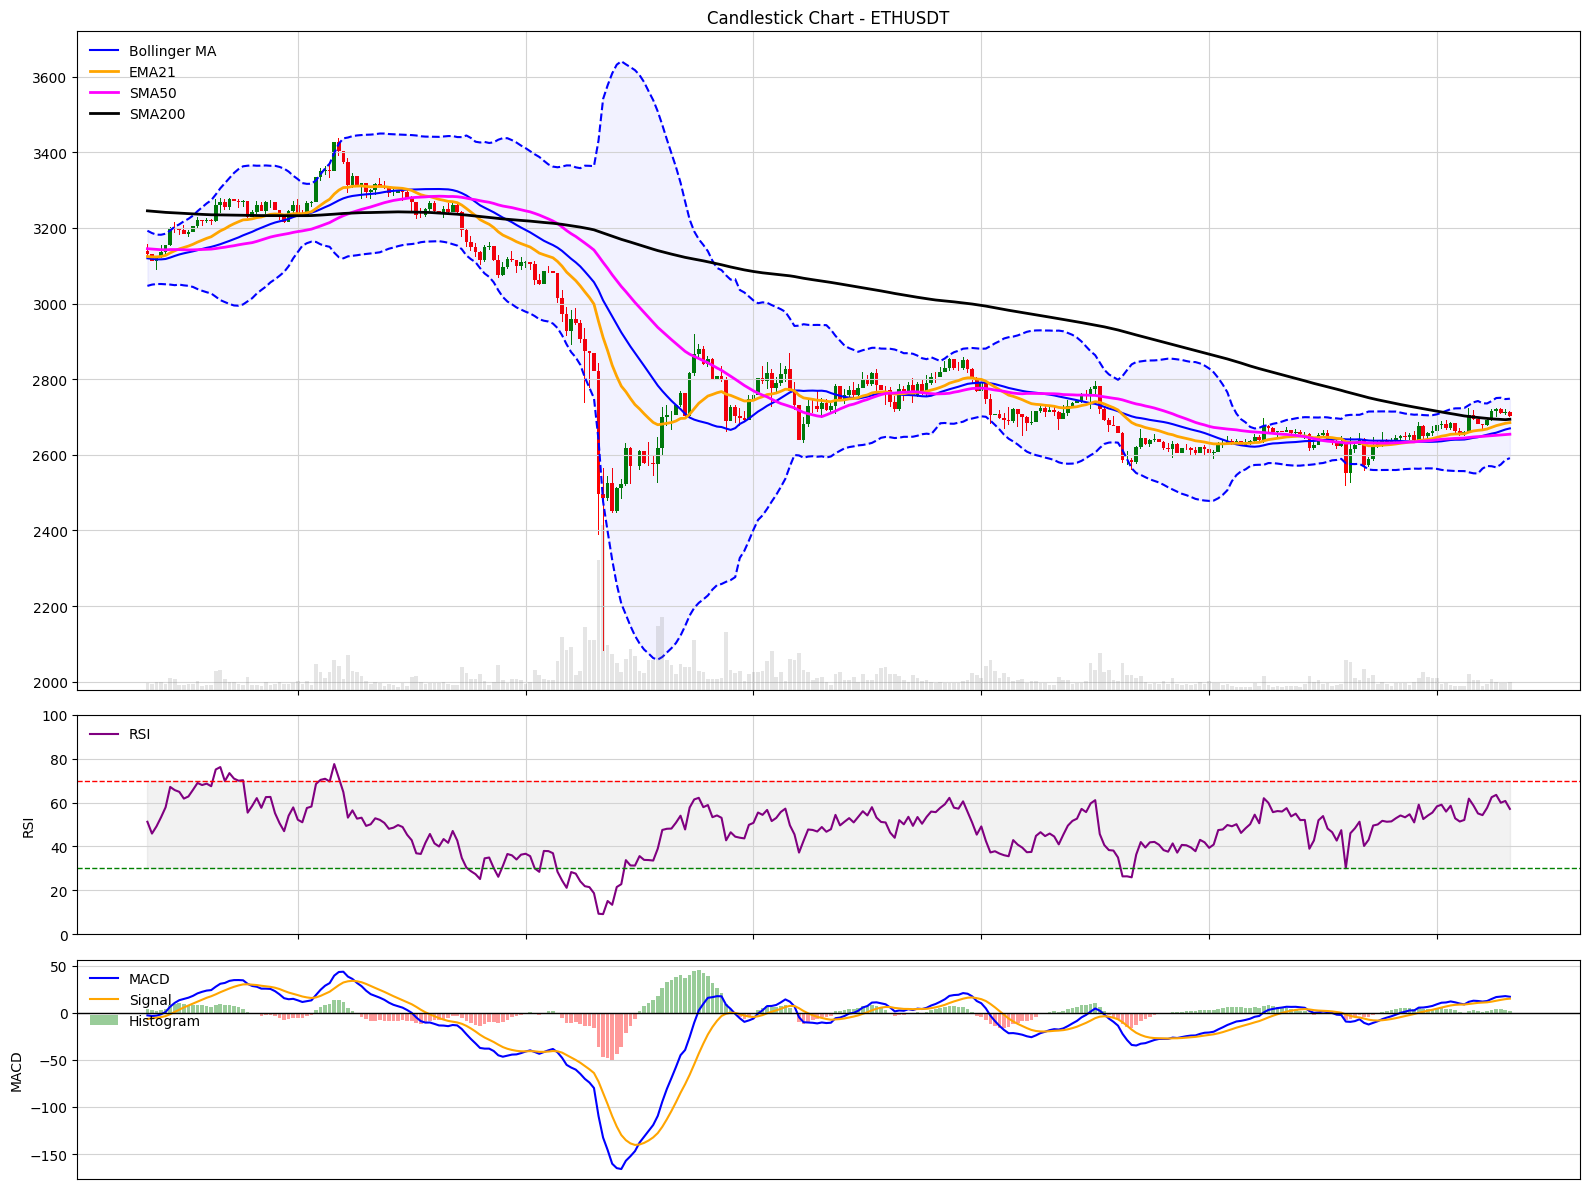 Candlestick Chart - ETHUSDT
Bollinger MA
EMA21
SMA50
SMA200
3600
3400
3200
3000
2800
2600
2400
2200
2000
RSI
100
80
60
40
20
0
RSI
MACD
Signal
Histogram
50
0
−50
−100
−150
MACD